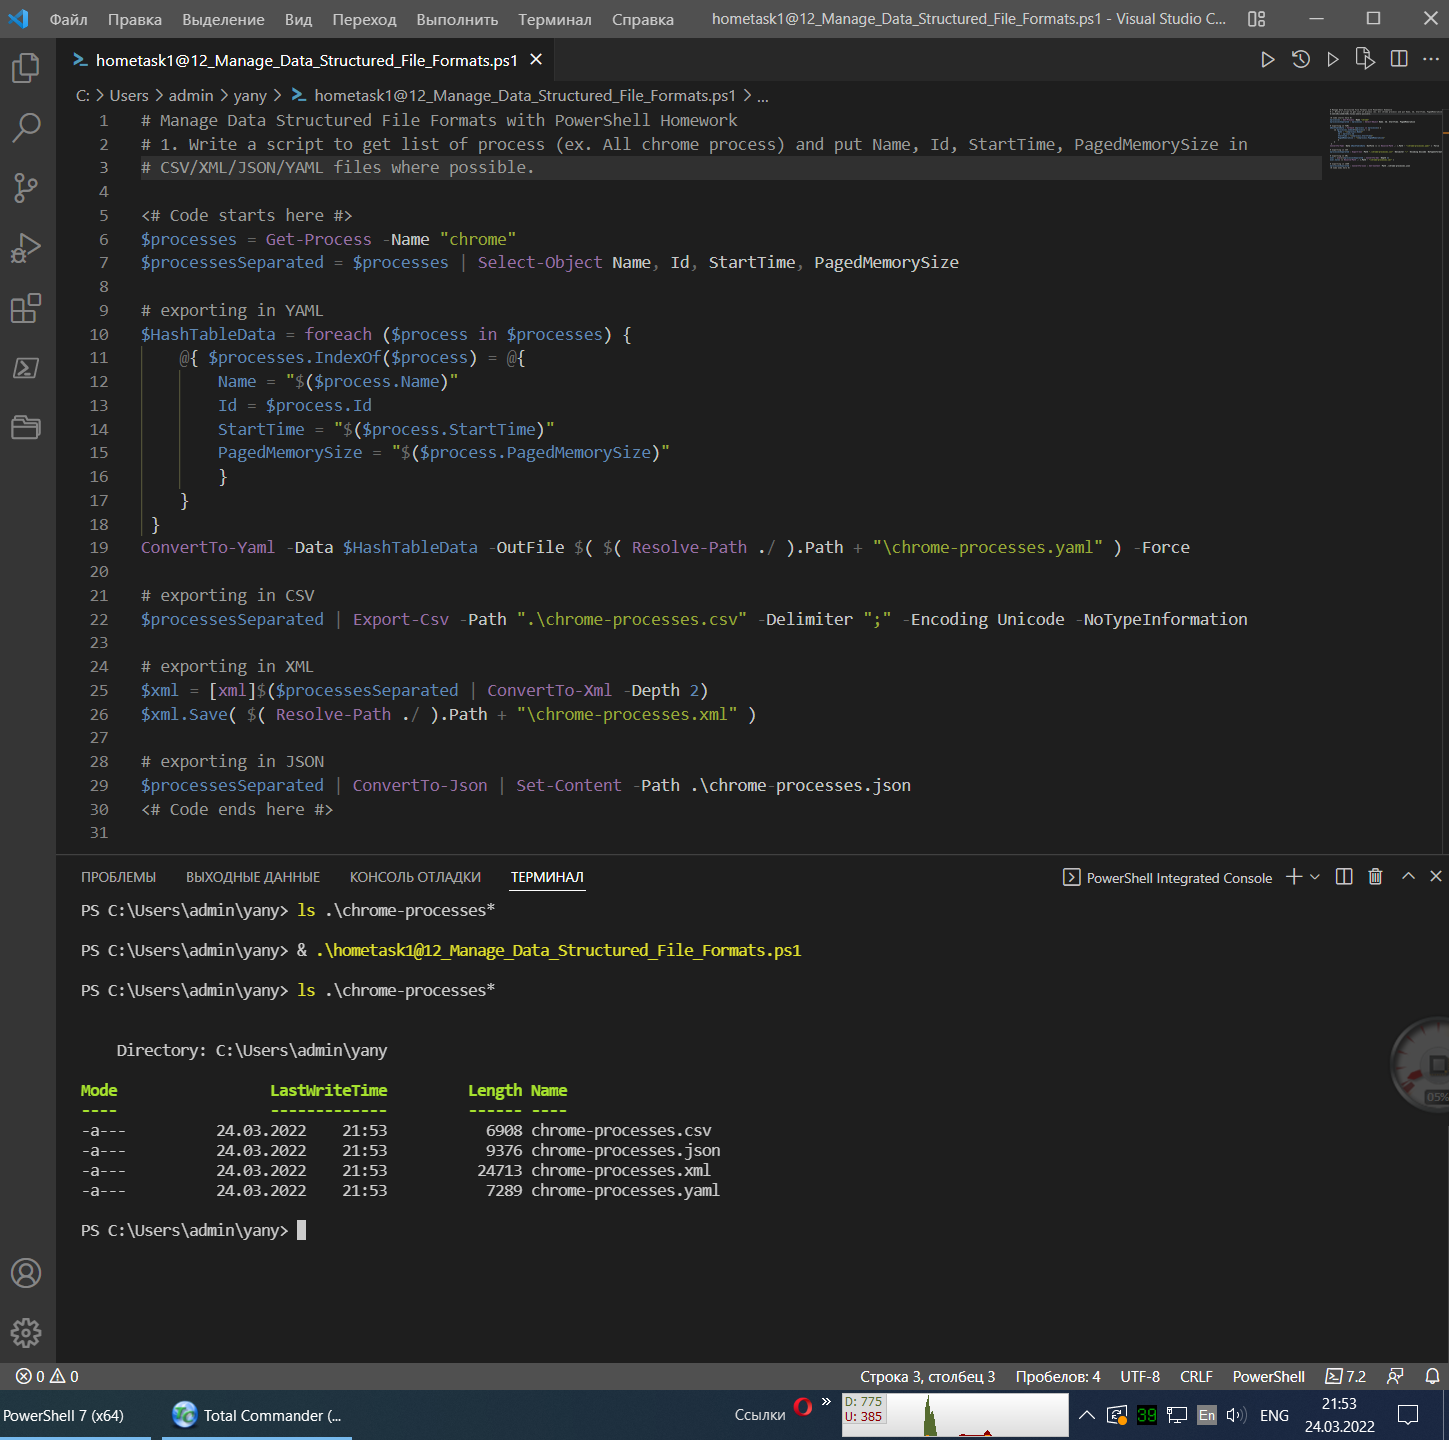 Файл Правка Выделение Вид Переход Выполнить Терминал Справка hometask1@12_Manage_Data_Structured_File_Formats.ps1 - Visual Studio C...
hometask1@12_Manage_Data_Structured_File_Formats.ps1
C: > Users > admin > yany > hometask1@12_Manage_Data_Structured_File_Formats.ps1 > ...
1 # Manage Data Structured File Formats with PowerShell Homework
2 # 1. Write a script to get list of process (ex. All chrome process) and put Name, Id, StartTime, PagedMemorySize in
3 # CSV/XML/JSON/YAML files where possible.
4
5 <# Code starts here #>
6 $processes = Get-Process -Name "chrome"
7 $processesSeparated = $processes | Select-Object Name, Id, StartTime, PagedMemorySize
8
9 # exporting in YAML
10 $HashTableData = foreach ($process in $processes) {
11 @{ $processes.IndexOf($process) = @{
12 Name = "$($process.Name)"
13 Id = $process.Id
14 StartTime = "$($process.StartTime)"
15 PagedMemorySize = "$($process.PagedMemorySize)"
16 }
17 }
18 }
19 ConvertTo-Yaml -Data $HashTableData -OutFile $( $( Resolve-Path ./ ).Path + "\chrome-processes.yaml" ) -Force
20
21 # exporting in CSV
22 $processesSeparated | Export-Csv -Path ".\chrome-processes.csv" -Delimiter ";" -Encoding Unicode -NoTypeInformation
23
24 # exporting in XML
25 $xml = [xml]$($processesSeparated | ConvertTo-Xml -Depth 2)
26 $xml.Save( $( Resolve-Path ./ ).Path + "\chrome-processes.xml" )
27
28 # exporting in JSON
29 $processesSeparated | ConvertTo-Json | Set-Content -Path .\chrome-processes.json
30 <# Code ends here #>
31
ПРОБЛЕМЫ ВЫХОДНЫЕ ДАННЫЕ КОНСОЛЬ ОТЛАДКИ ТЕРМИНАЛ PowerShell Integrated Console
PS C:\Users\admin\yany> ls .\chrome-processes*
PS C:\Users\admin\yany> & .\hometask1@12_Manage_Data_Structured_File_Formats.ps1
PS C:\Users\admin\yany> ls .\chrome-processes*
Directory: C:\Users\admin\yany
Mode LastWriteTime Length Name
---- ------------- ------ ----
-a--- 24.03.2022 21:53 6908 chrome-processes.csv
-a--- 24.03.2022 21:53 9376 chrome-processes.json
-a--- 24.03.2022 21:53 24713 chrome-processes.xml
-a--- 24.03.2022 21:53 7289 chrome-processes.yaml
PS C:\Users\admin\yany>
D
05%
0 0 Строка 3, столбец 3 Пробелов: 4 UTF-8 CRLF PowerShell 7.2
PowerShell 7 (x64) Total Commander (... Ссылки » D: 775 39 En ENG 21:53
U: 385 24.03.2022